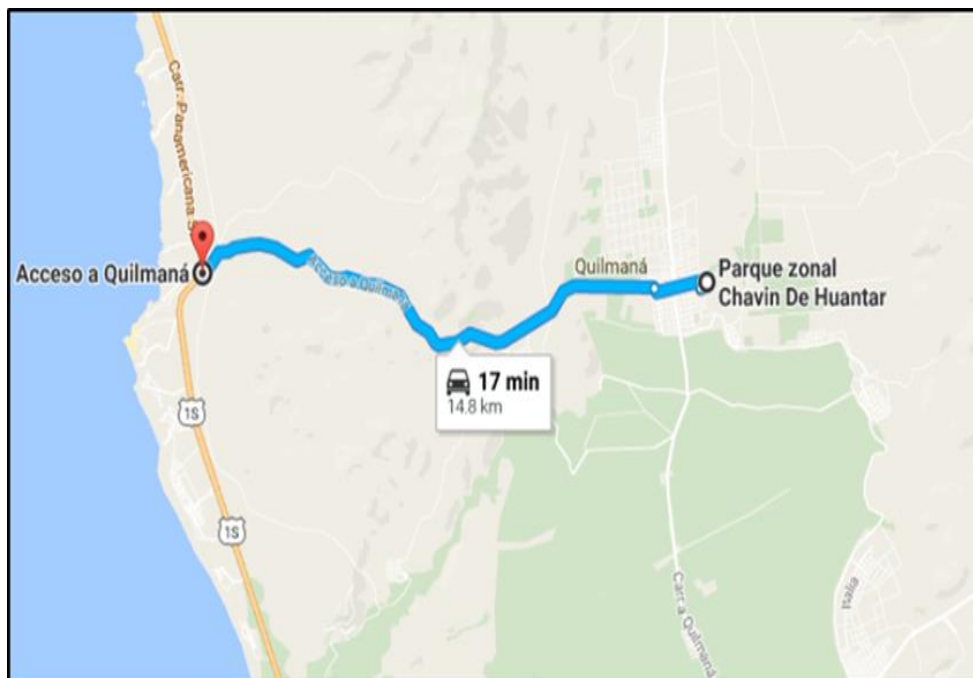 Carr. Panamericana S
Acceso a Quilmaná
Acceso a Quilmaná
Quilmaná
Parque zonal
Chavin De Huantar
17 min
14.8 km
1S
1S
Carr. a Quilmaná
Italia